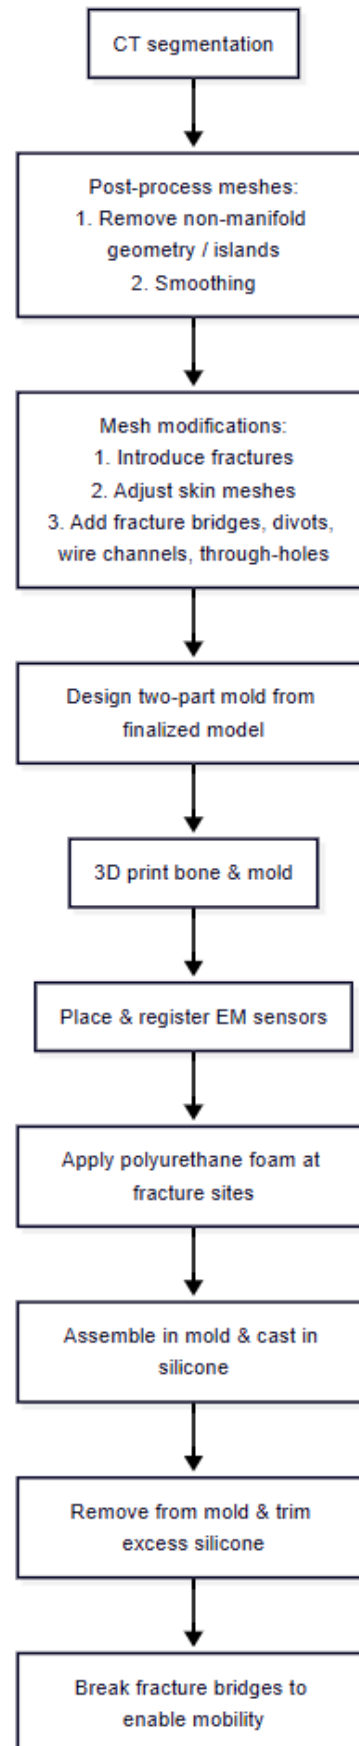 CT segmentation
Post-process meshes:
1. Remove non-manifold
geometry / islands
2. Smoothing
Mesh modifications:
1. Introduce fractures
2. Adjust skin meshes
3. Add fracture bridges, divots,
wire channels, through-holes
Design two-part mold from
finalized model
3D print bone & mold
Place & register EM sensors
Apply polyurethane foam at
fracture sites
Assemble in mold & cast in
silicone
Remove from mold & trim
excess silicone
Break fracture bridges to
enable mobility